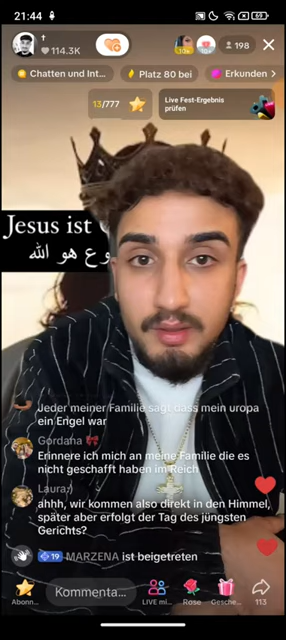 21:44
69
†
114.3K
10+
198
Chatten und Int...
Platz 80 bei
Erkunden >
13/777
Live Fest-Ergebnis
prüfen
Jesus ist
وع هو الله
Jeder meiner Familie sagt dass mein uropa
ein Engel war
Gordana
Erinnere ich mich an meine Familie die es
nicht geschafft haben im Reich
Laura:)
ahhh, wir kommen also direkt in den Himmel,
später aber erfolgt der Tag des jüngsten
Gerichts?
19 MARZENA ist beigetreten
Kommenta...
Abonn...
LIVE mi...
Rose
Gesche...
113